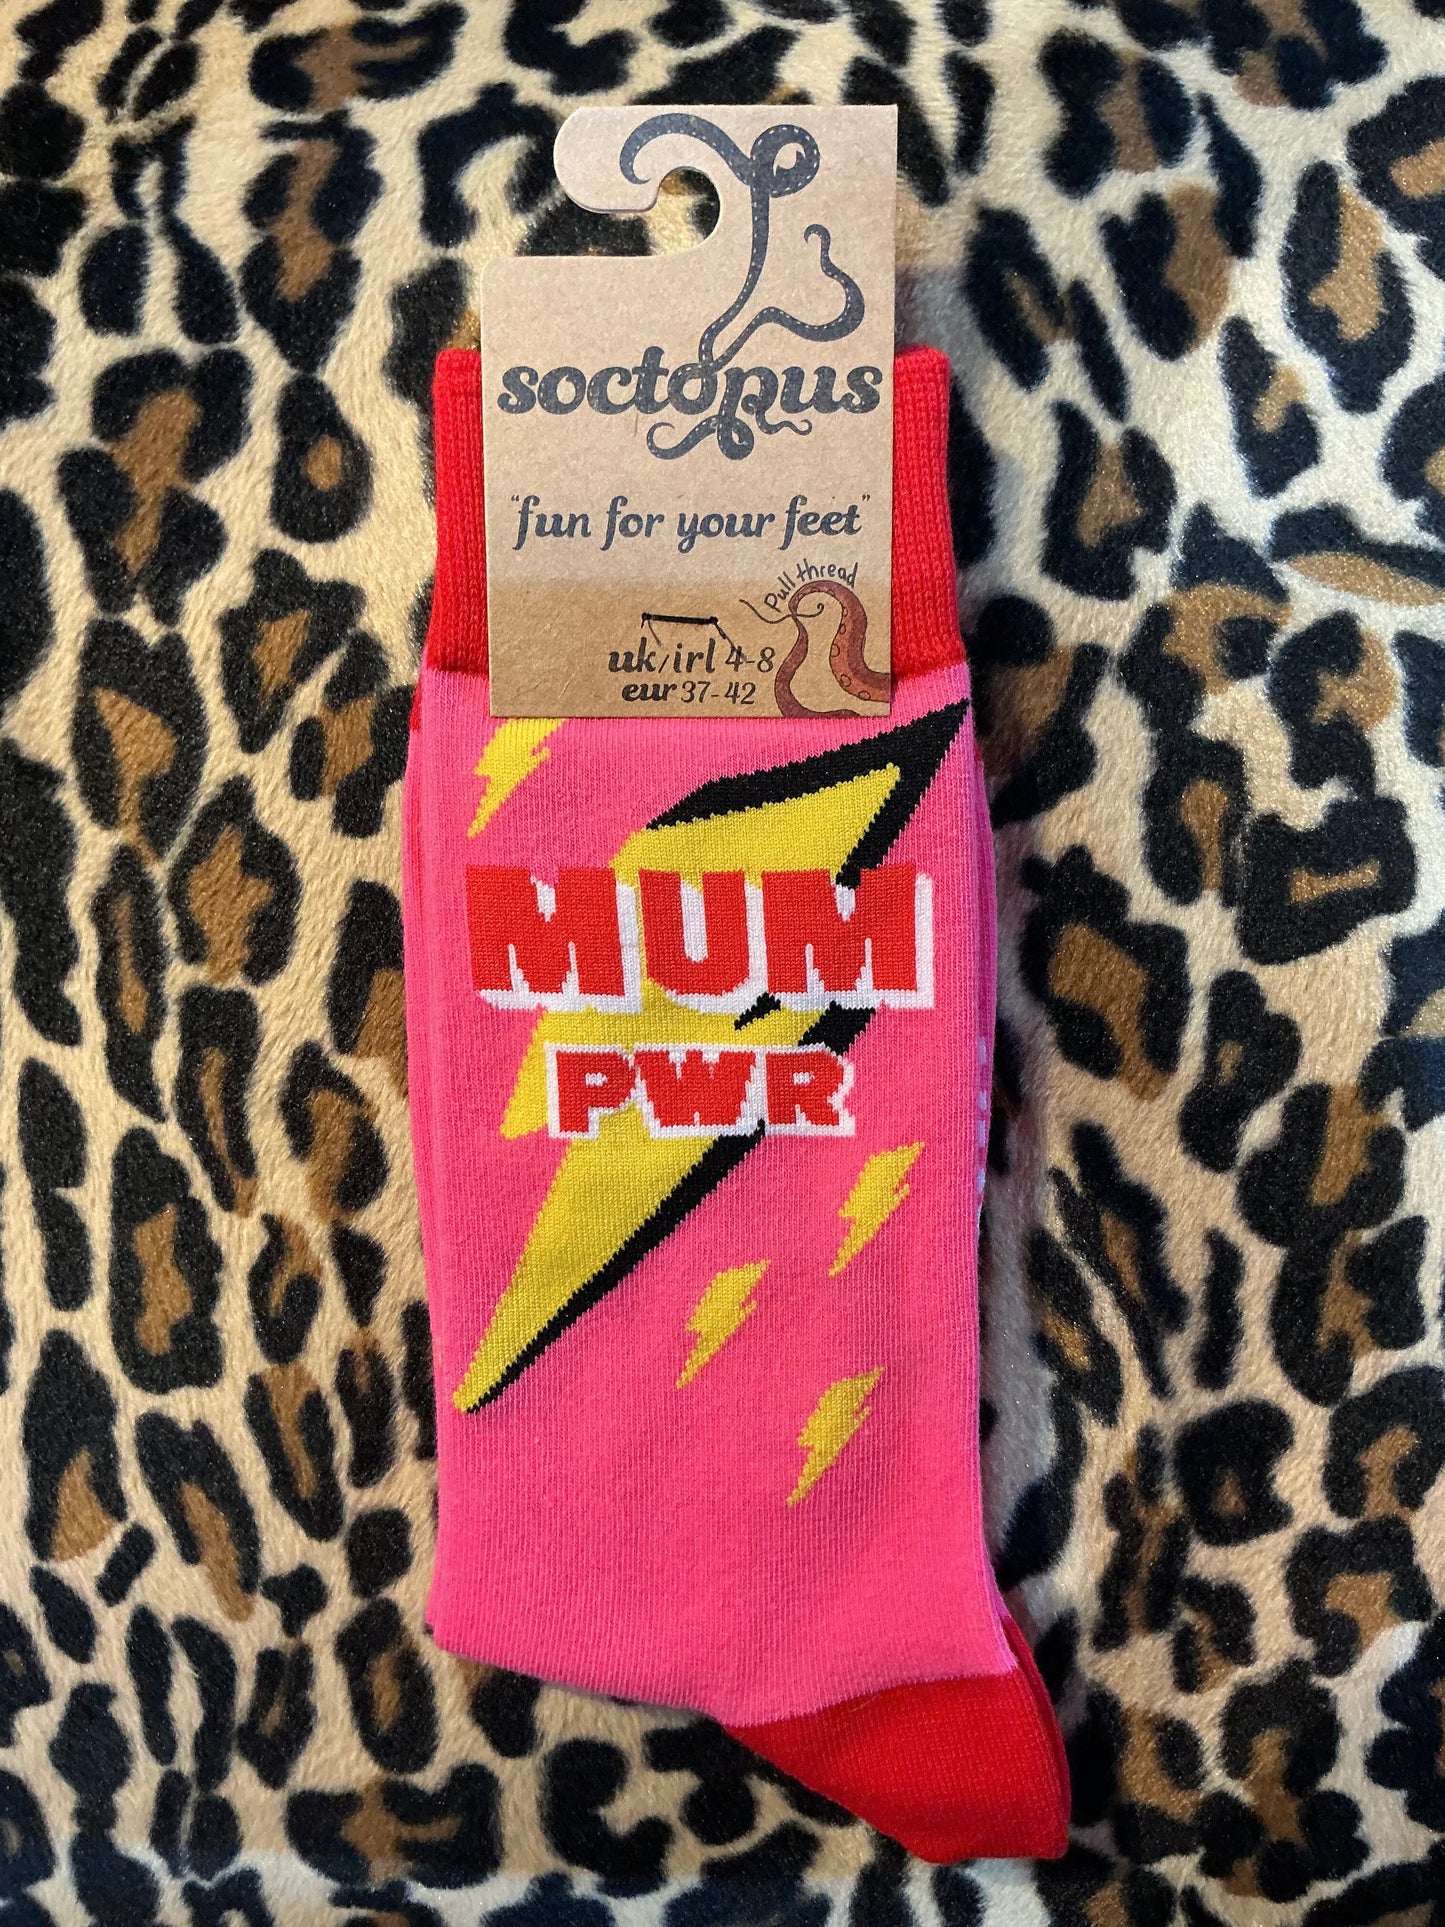 soctopus
"fun for your feet"
Pull thread
uk/irl 4-8
eur 37-42
MUM
PWR